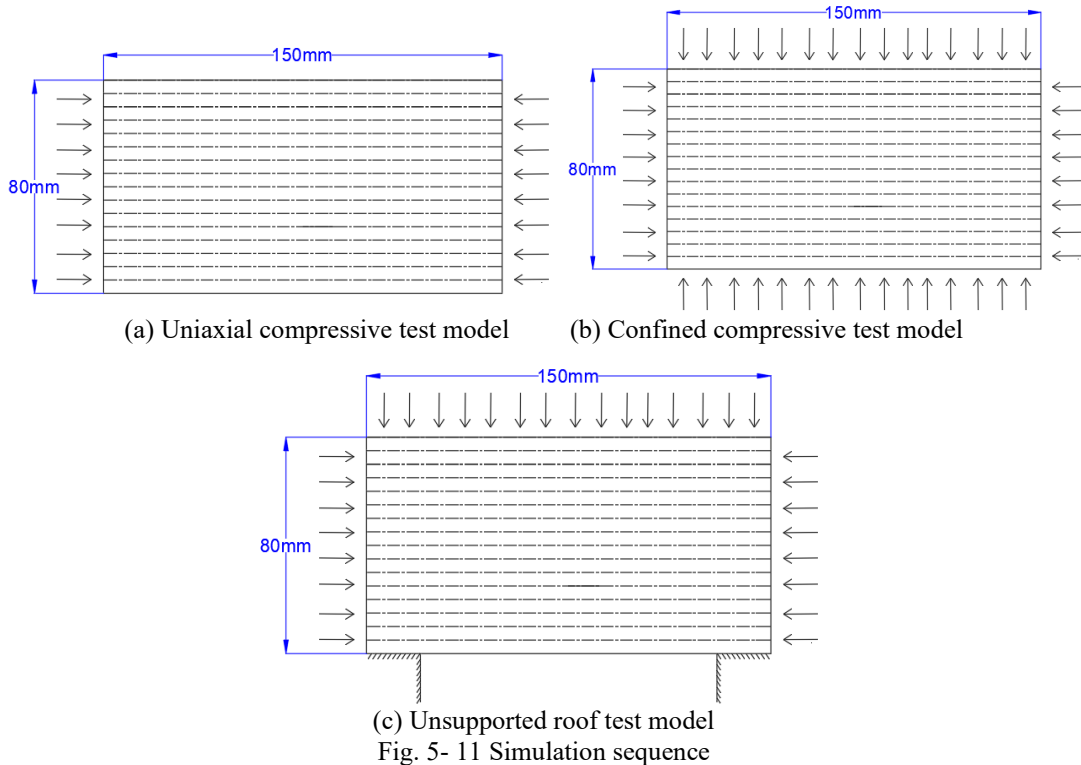 150mm
80mm
(a) Uniaxial compressive test model
150mm
80mm
(b) Confined compressive test model
150mm
80mm
(c) Unsupported roof test model
Fig. 5- 11 Simulation sequence